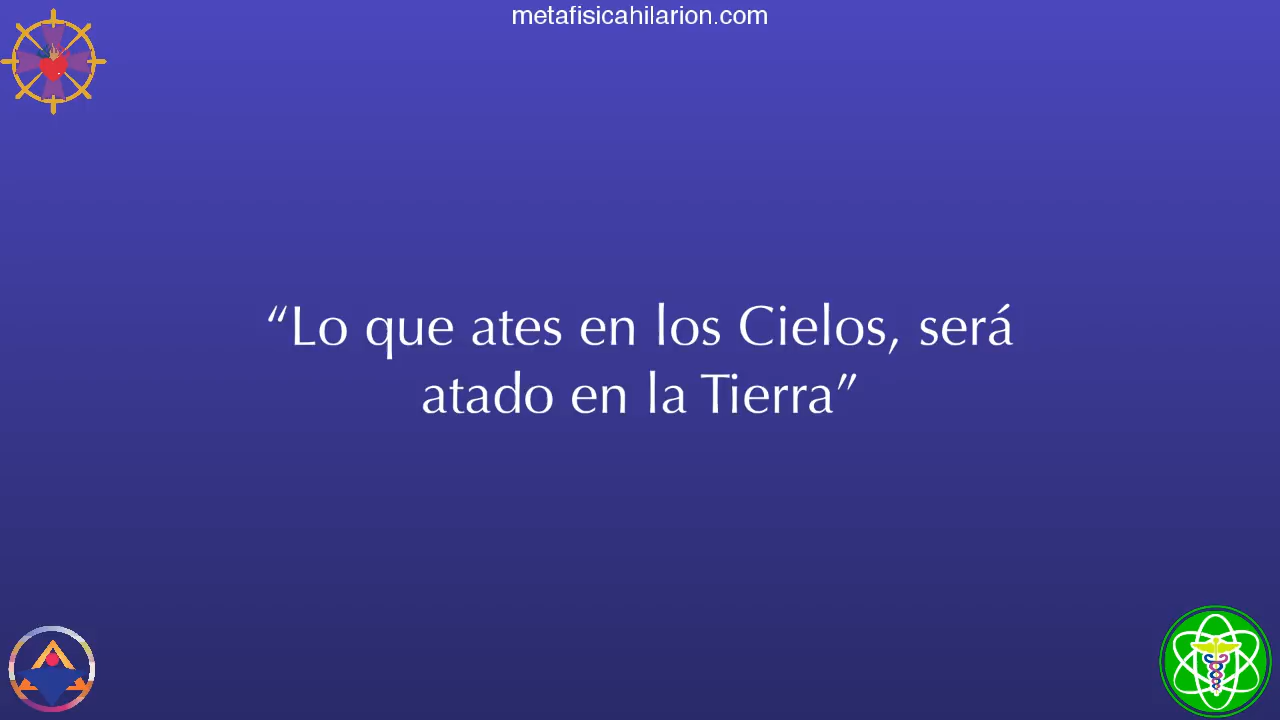 metafisicahilarion.com
“Lo que ates en los Cielos, será
atado en la Tierra”